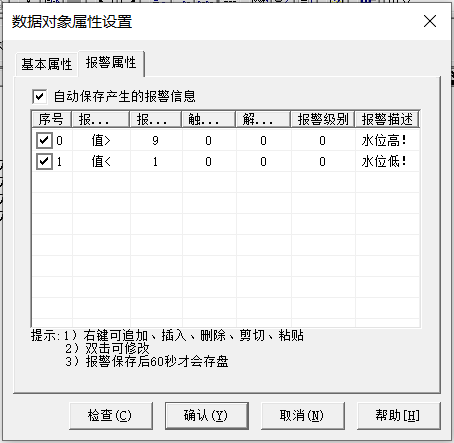 数据对象属性设置
基本属性 报警属性
自动保存产生的报警信息
序号 报... 报... 触... 解... 报警级别 报警描述
0 值> 9 0 0 0 水位高!
1 值< 1 0 0 0 水位低!
提示:1）右键可追加、插入、删除、剪切、粘贴
2）双击可修改
3）报警保存后60秒才会存盘
检查(C) 确认(Y) 取消(N) 帮助[H]